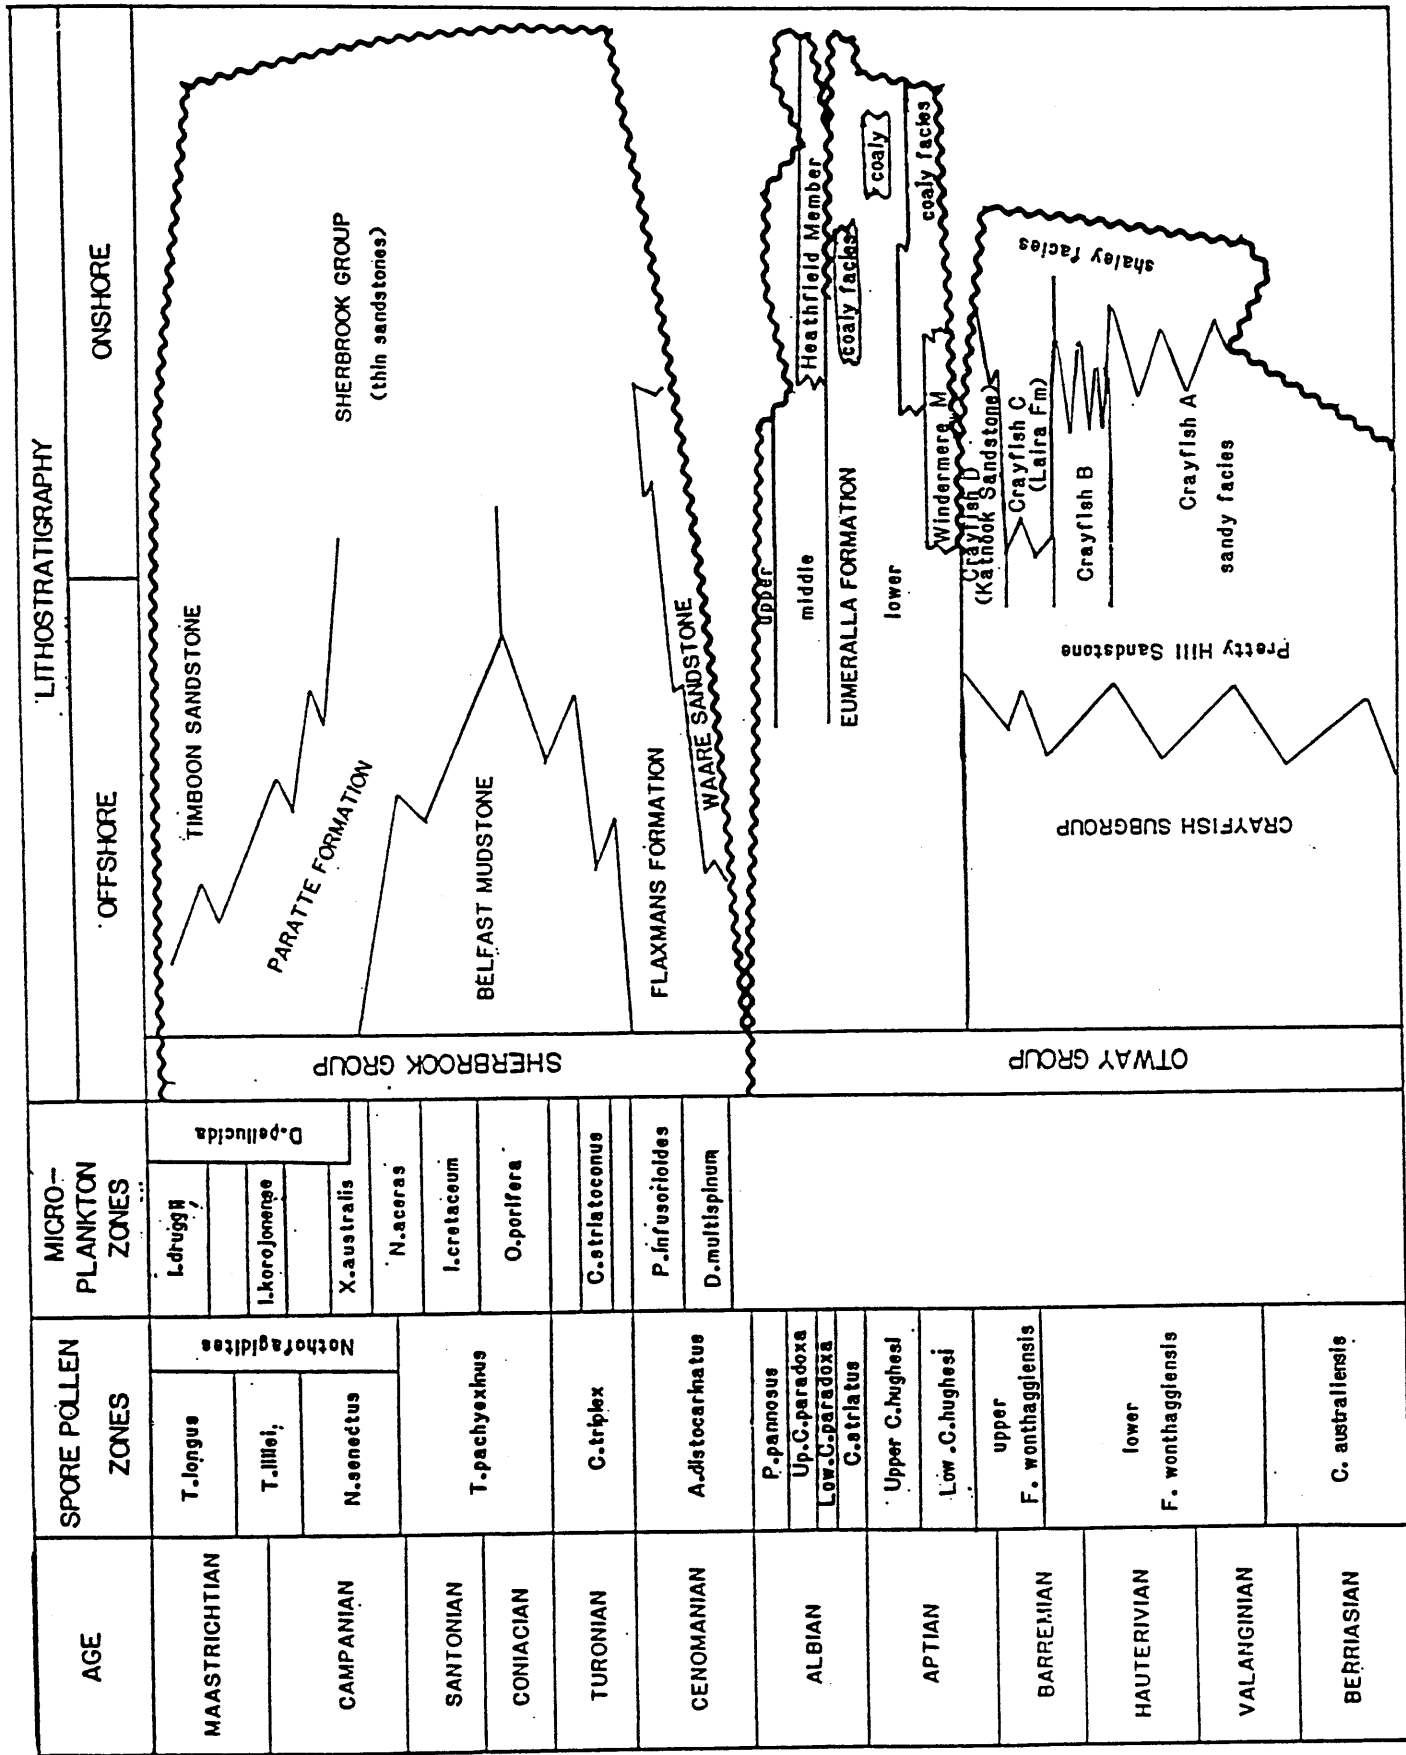 AGE
SPORE POLLEN
ZONES
MICRO-
PLANKTON
ZONES
LITHOSTRATIGRAPHY
OFFSHORE
ONSHORE
MAASTRICHTIAN
CAMPANIAN
SANTONIAN
CONIACIAN
TURONIAN
CENOMANIAN
ALBIAN
APTIAN
BARREMIAN
HAUTERIVIAN
VALANGINIAN
BERRIASIAN
T.longus
T.lillei
N.senectus
Nothofagidites
T.pachyexinus
C.triplex
A.distocarinatus
P.pannosus
Up.C.paradoxa
Low.C.paradoxa
C.striatus
Upper C.hughesi
Low.C.hughesi
upper
F. wonthaggiensis
lower
F. wonthaggiensis
C. australiensis
I.druggii
I.korojonense
X.australis
D.pellucida
N.aceras
I.cretaceum
O.porifera
C.striatoconus
P.infusorioides
D.multispinum
SHERBROOK GROUP
OTWAY GROUP
TIMBOON SANDSTONE
PARATTE FORMATION
BELFAST MUDSTONE
FLAXMANS FORMATION
WAARE SANDSTONE
SHERBROOK GROUP
(thin sandstones)
upper
middle
Heathfield Member
EUMERALLA FORMATION
coaly facies
lower
coaly
coaly facies
Windermere M
Crayfish D
(Katnook Sandstone)
Crayfish C
(Laira Fm)
Crayfish B
Crayfish A
sandy facies
shaley facies
Pretty Hill Sandstone
CRAYFISH SUBGROUP